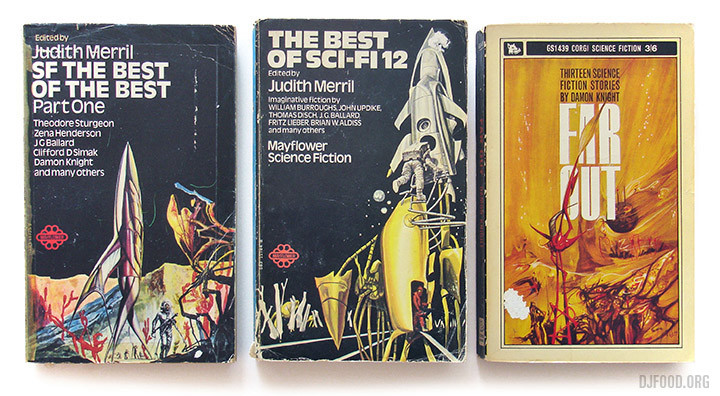 Edited by
Judith Merril
SF THE BEST
OF THE BEST
Part One
Theodore Sturgeon
Zena Henderson
J G Ballard
Clifford D Simak
Damon Knight
and many others
MAYFLOWER
THE BEST
OF SCI-FI 12
Edited by
Judith Merril
Imaginative fiction by
WILLIAM BURROUGHS, JOHN UPDIKE,
THOMAS DISCH, J.G. BALLARD,
FRITZ LIEBER, BRIAN W. ALDISS
and many others
Mayflower
Science Fiction
MAYFLOWER
GS1439 CORGI SCIENCE FICTION 3/6
THIRTEEN SCIENCE
FICTION STORIES
BY DAMON KNIGHT
FAR
OUT
DJFOOD.ORG